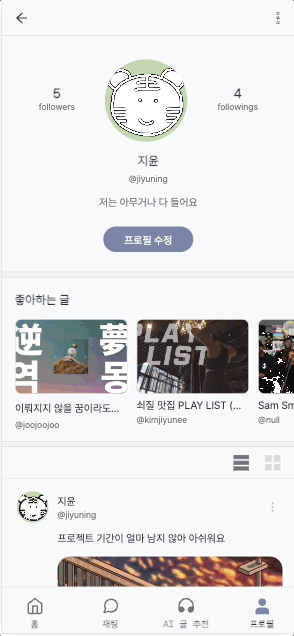 5
followers
4
followings
지윤
@jiyuning
저는 아무거나 다 들어요
프로필 수정
좋아하는 글
逆 夢
역 몽
PLAY
LIST
이뤄지지 않을 꿈이라도...
@joojoojoo
쇠질 맛집 PLAY LIST (...
@kimjiyunee
Sam Sm
@null
지윤
@jiyuning
프로젝트 기간이 얼마 남지 않아 아쉬워요
홈
채팅
AI 글 추천
프로필